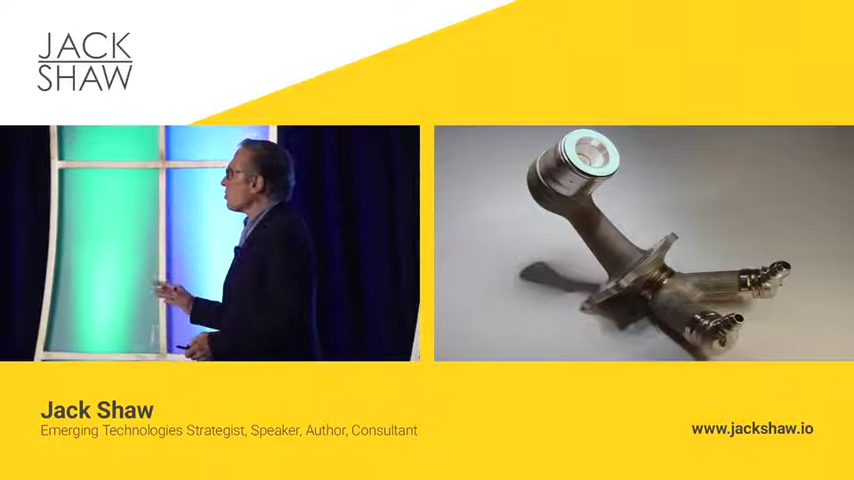 JACK
SHAW
Jack Shaw
Emerging Technologies Strategist, Speaker, Author, Consultant
www.jackshaw.io